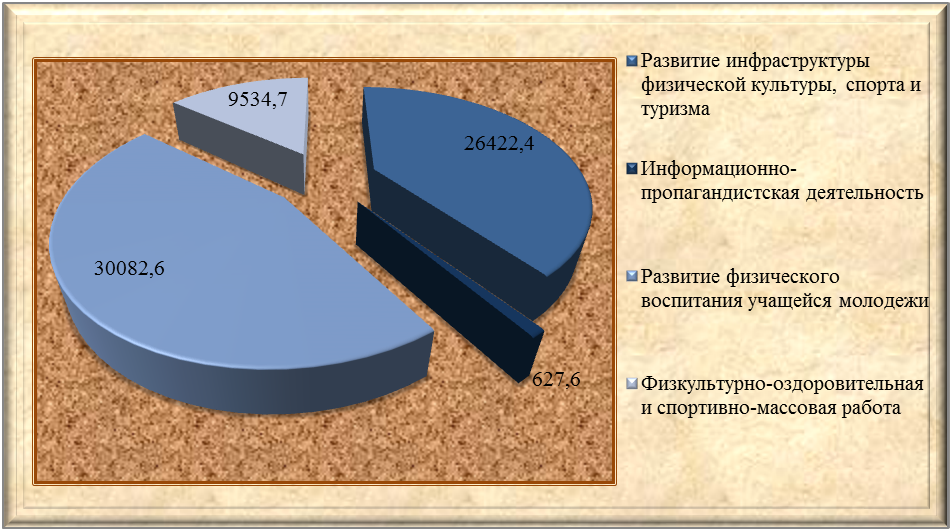 9534,7
26422,4
30082,6
627,6
Развитие инфраструктуры
физической культуры, спорта и
туризма
Информационно-
пропагандистская деятельность
Развитие физического
воспитания учащейся молодежи
Физкультурно-оздоровительная
и спортивно-массовая работа